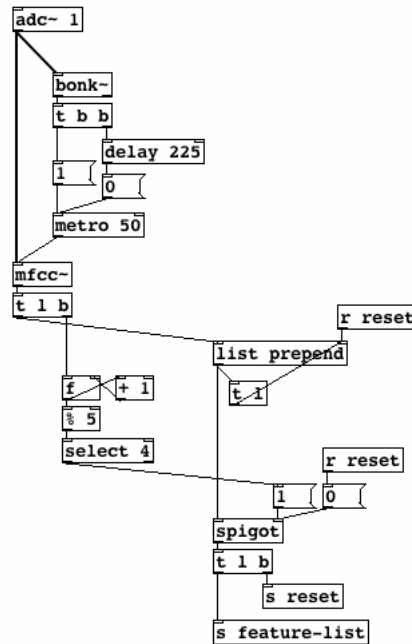 adc~ 1
bonk~
t b b
delay 225
1
0
metro 50
mfcc~
t l b
r reset
list prepend
t l
f
+ 1
% 5
select 4
r reset
1
0
spigot
t l b
s reset
s feature-list